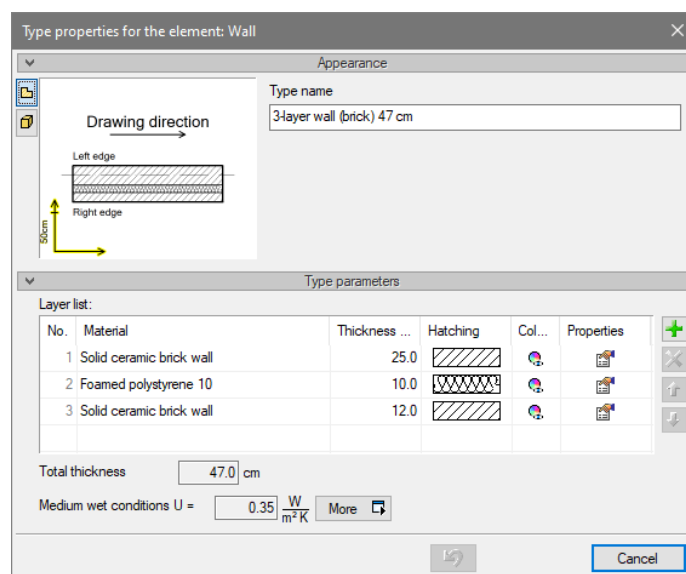 Type properties for the element: Wall
Appearance
Type name
3-layer wall (brick) 47 cm
Drawing direction
Left edge
Right edge
50cm
Type parameters
Layer list:
No. Material Thickness ... Hatching Col... Properties
1 Solid ceramic brick wall 25.0
2 Foamed polystyrene 10 10.0
3 Solid ceramic brick wall 12.0
Total thickness 47.0 cm
Medium wet conditions U = 0.35 W/m²K More
Cancel